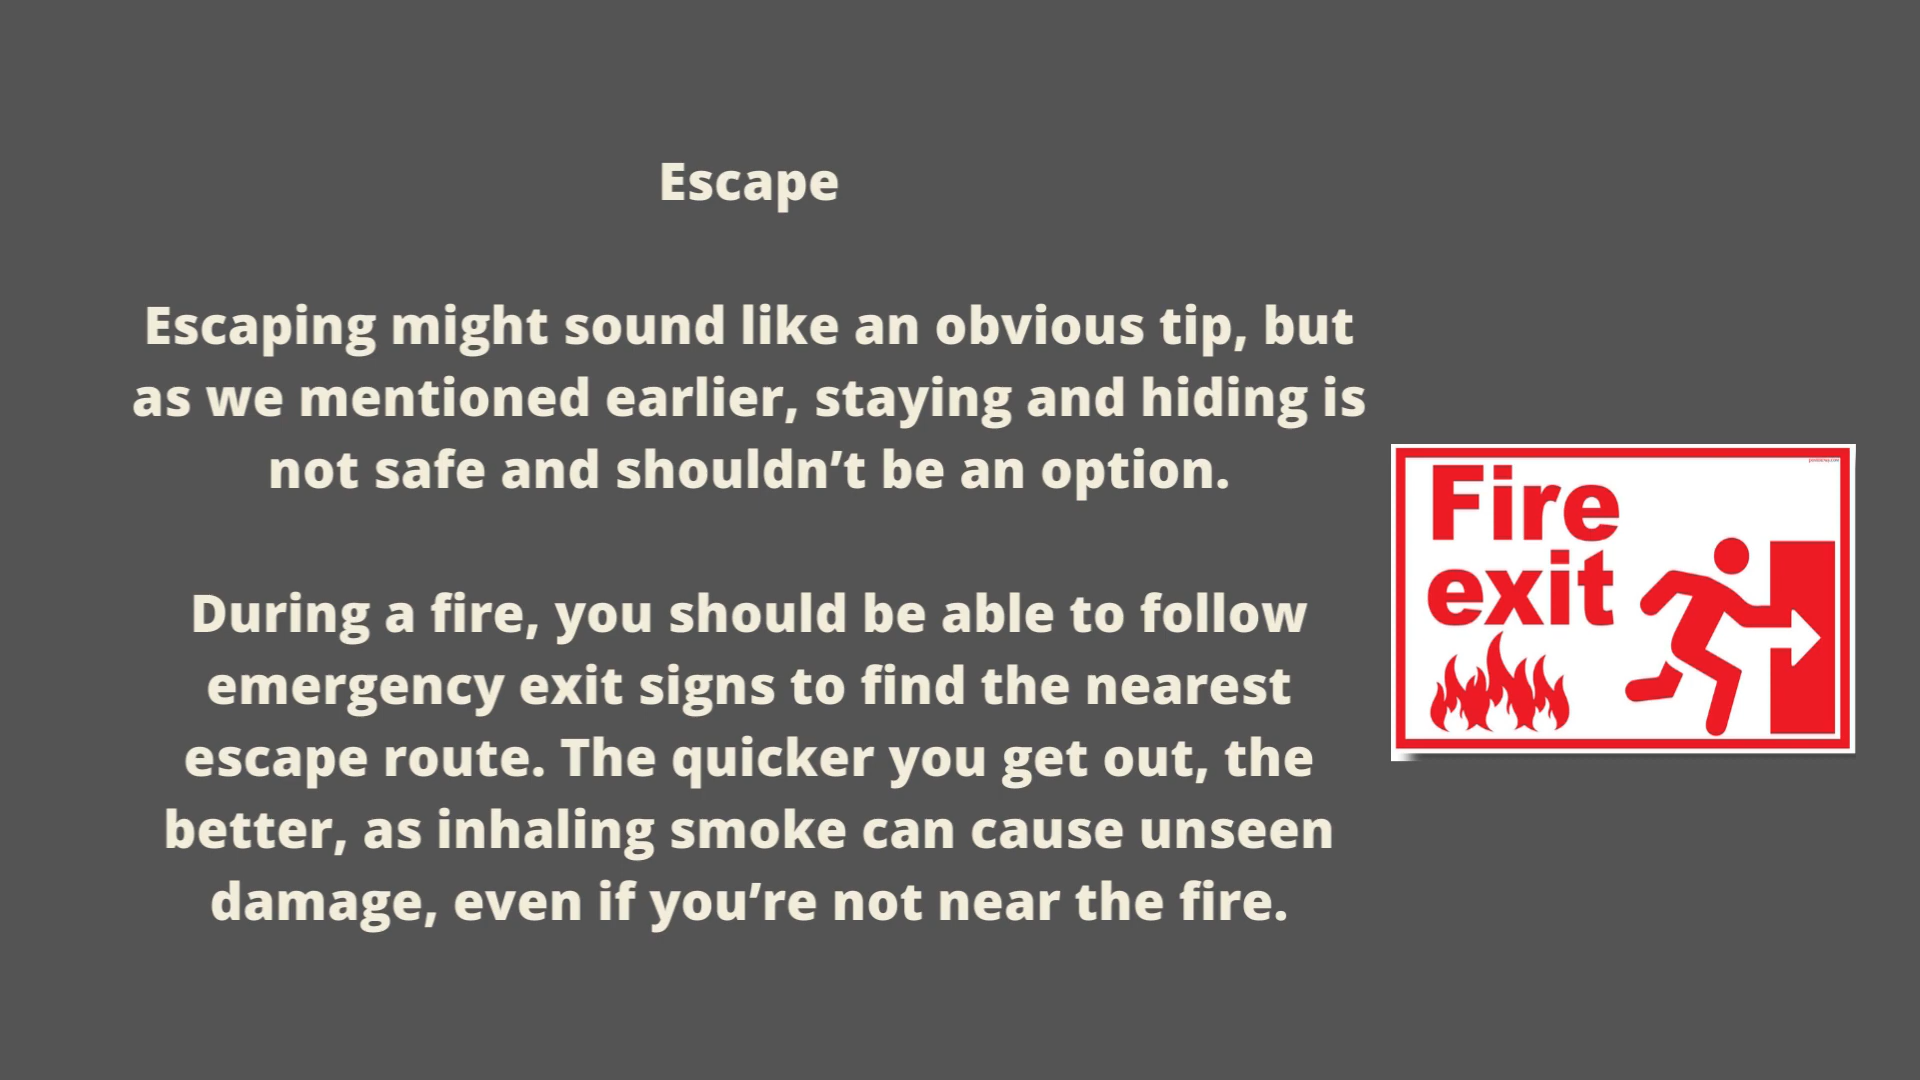 Escape
Escaping might sound like an obvious tip, but
as we mentioned earlier, staying and hiding is
not safe and shouldn’t be an option.
During a fire, you should be able to follow
emergency exit signs to find the nearest
escape route. The quicker you get out, the
better, as inhaling smoke can cause unseen
damage, even if you’re not near the fire.
Fire
exit